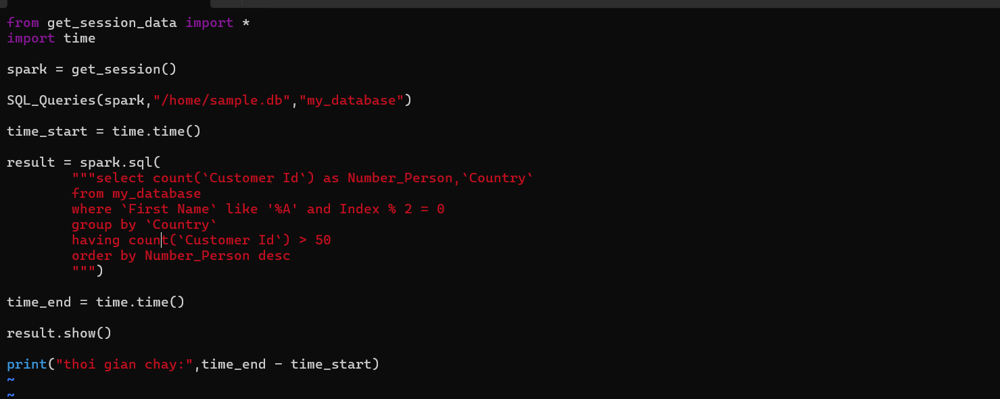 from get_session_data import *
import time
spark = get_session()
SQL_Queries(spark,"/home/sample.db","my_database")
time_start = time.time()
result = spark.sql(
"""select count(`Customer Id`) as Number_Person,`Country`
from my_database
where `First Name` like '%A' and Index % 2 = 0
group by `Country`
having count(`Customer Id`) > 50
order by Number_Person desc
""")
time_end = time.time()
result.show()
print("thoi gian chay:",time_end - time_start)
~
~